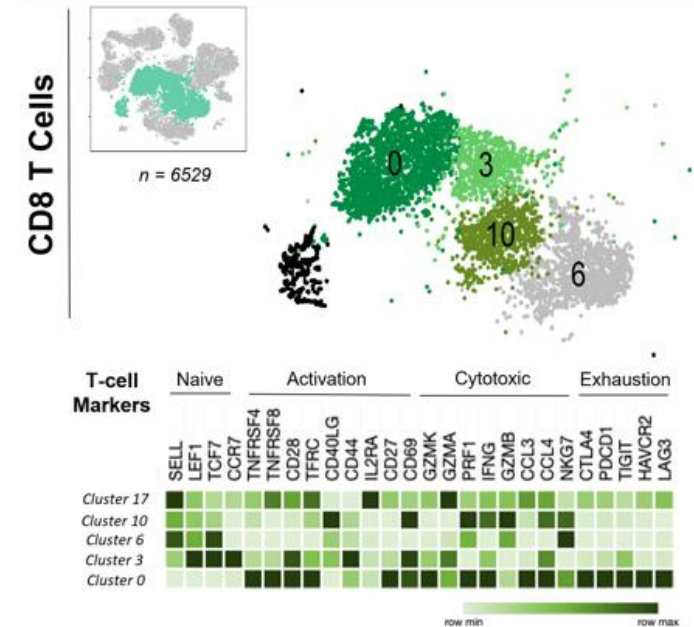 CD8 T Cells
n = 6529
0
3
10
6
T-cell
Markers
Naive
Activation
Cytotoxic
Exhaustion
SELL
LEF1
TCF7
CCR7
TNFRSF4
TNFRSF8
CD28
TFRC
CD40LG
CD44
IL2RA
CD27
CD69
GZMK
GZMA
PRF1
IFNG
GZMB
CCL3
CCL4
NKG7
CTLA4
PDCD1
TIGIT
HAVCR2
LAG3
Cluster 17
Cluster 10
Cluster 6
Cluster 3
Cluster 0
row min row max